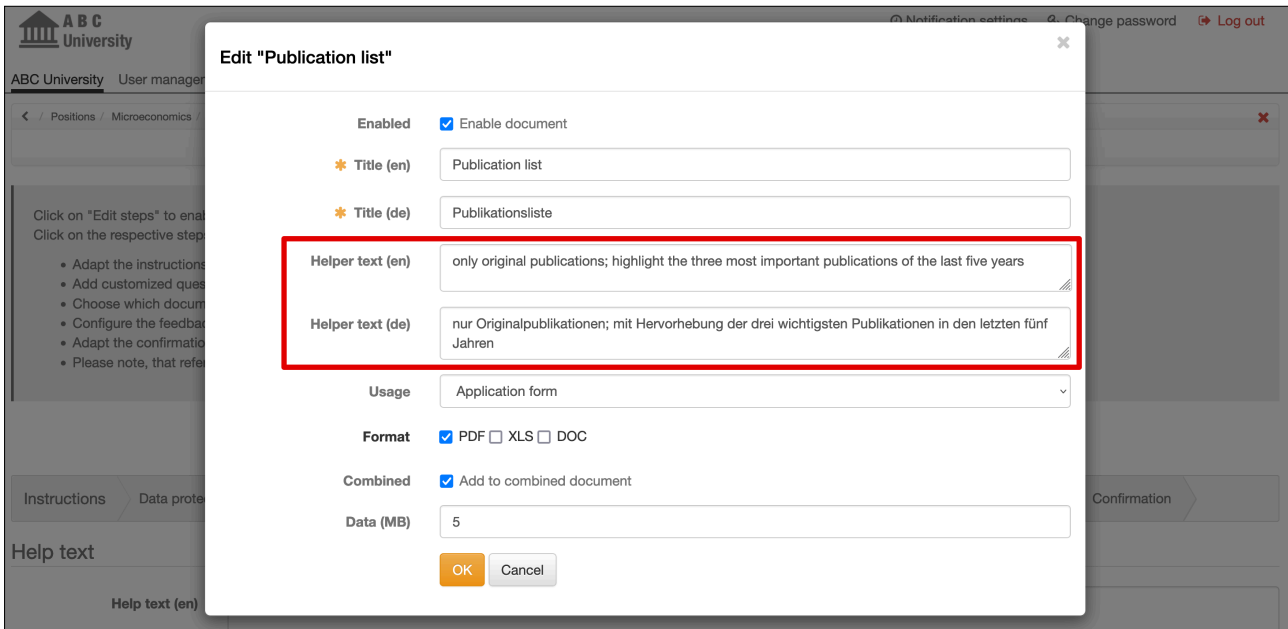 A B C
University
Notification settings
Change password
Log out
Edit "Publication list"
ABC University
User manager
/ Positions / Microeconomics /
Enabled
Enable document
Title (en)
Publication list
Title (de)
Publikationsliste
Click on "Edit steps" to enab
Click on the respective step
• Adapt the instructions
• Add customized ques
• Choose which docum
• Configure the feedba
• Adapt the confirmatio
• Please note, that refe
Helper text (en)
only original publications; highlight the three most important publications of the last five years
Helper text (de)
nur Originalpublikationen; mit Hervorhebung der drei wichtigsten Publikationen in den letzten fünf
Jahren
Usage
Application form
Format
PDF XLS DOC
Combined
Add to combined document
Data (MB)
5
OK Cancel
Instructions
Data prote
Confirmation
Help text
Help text (en)